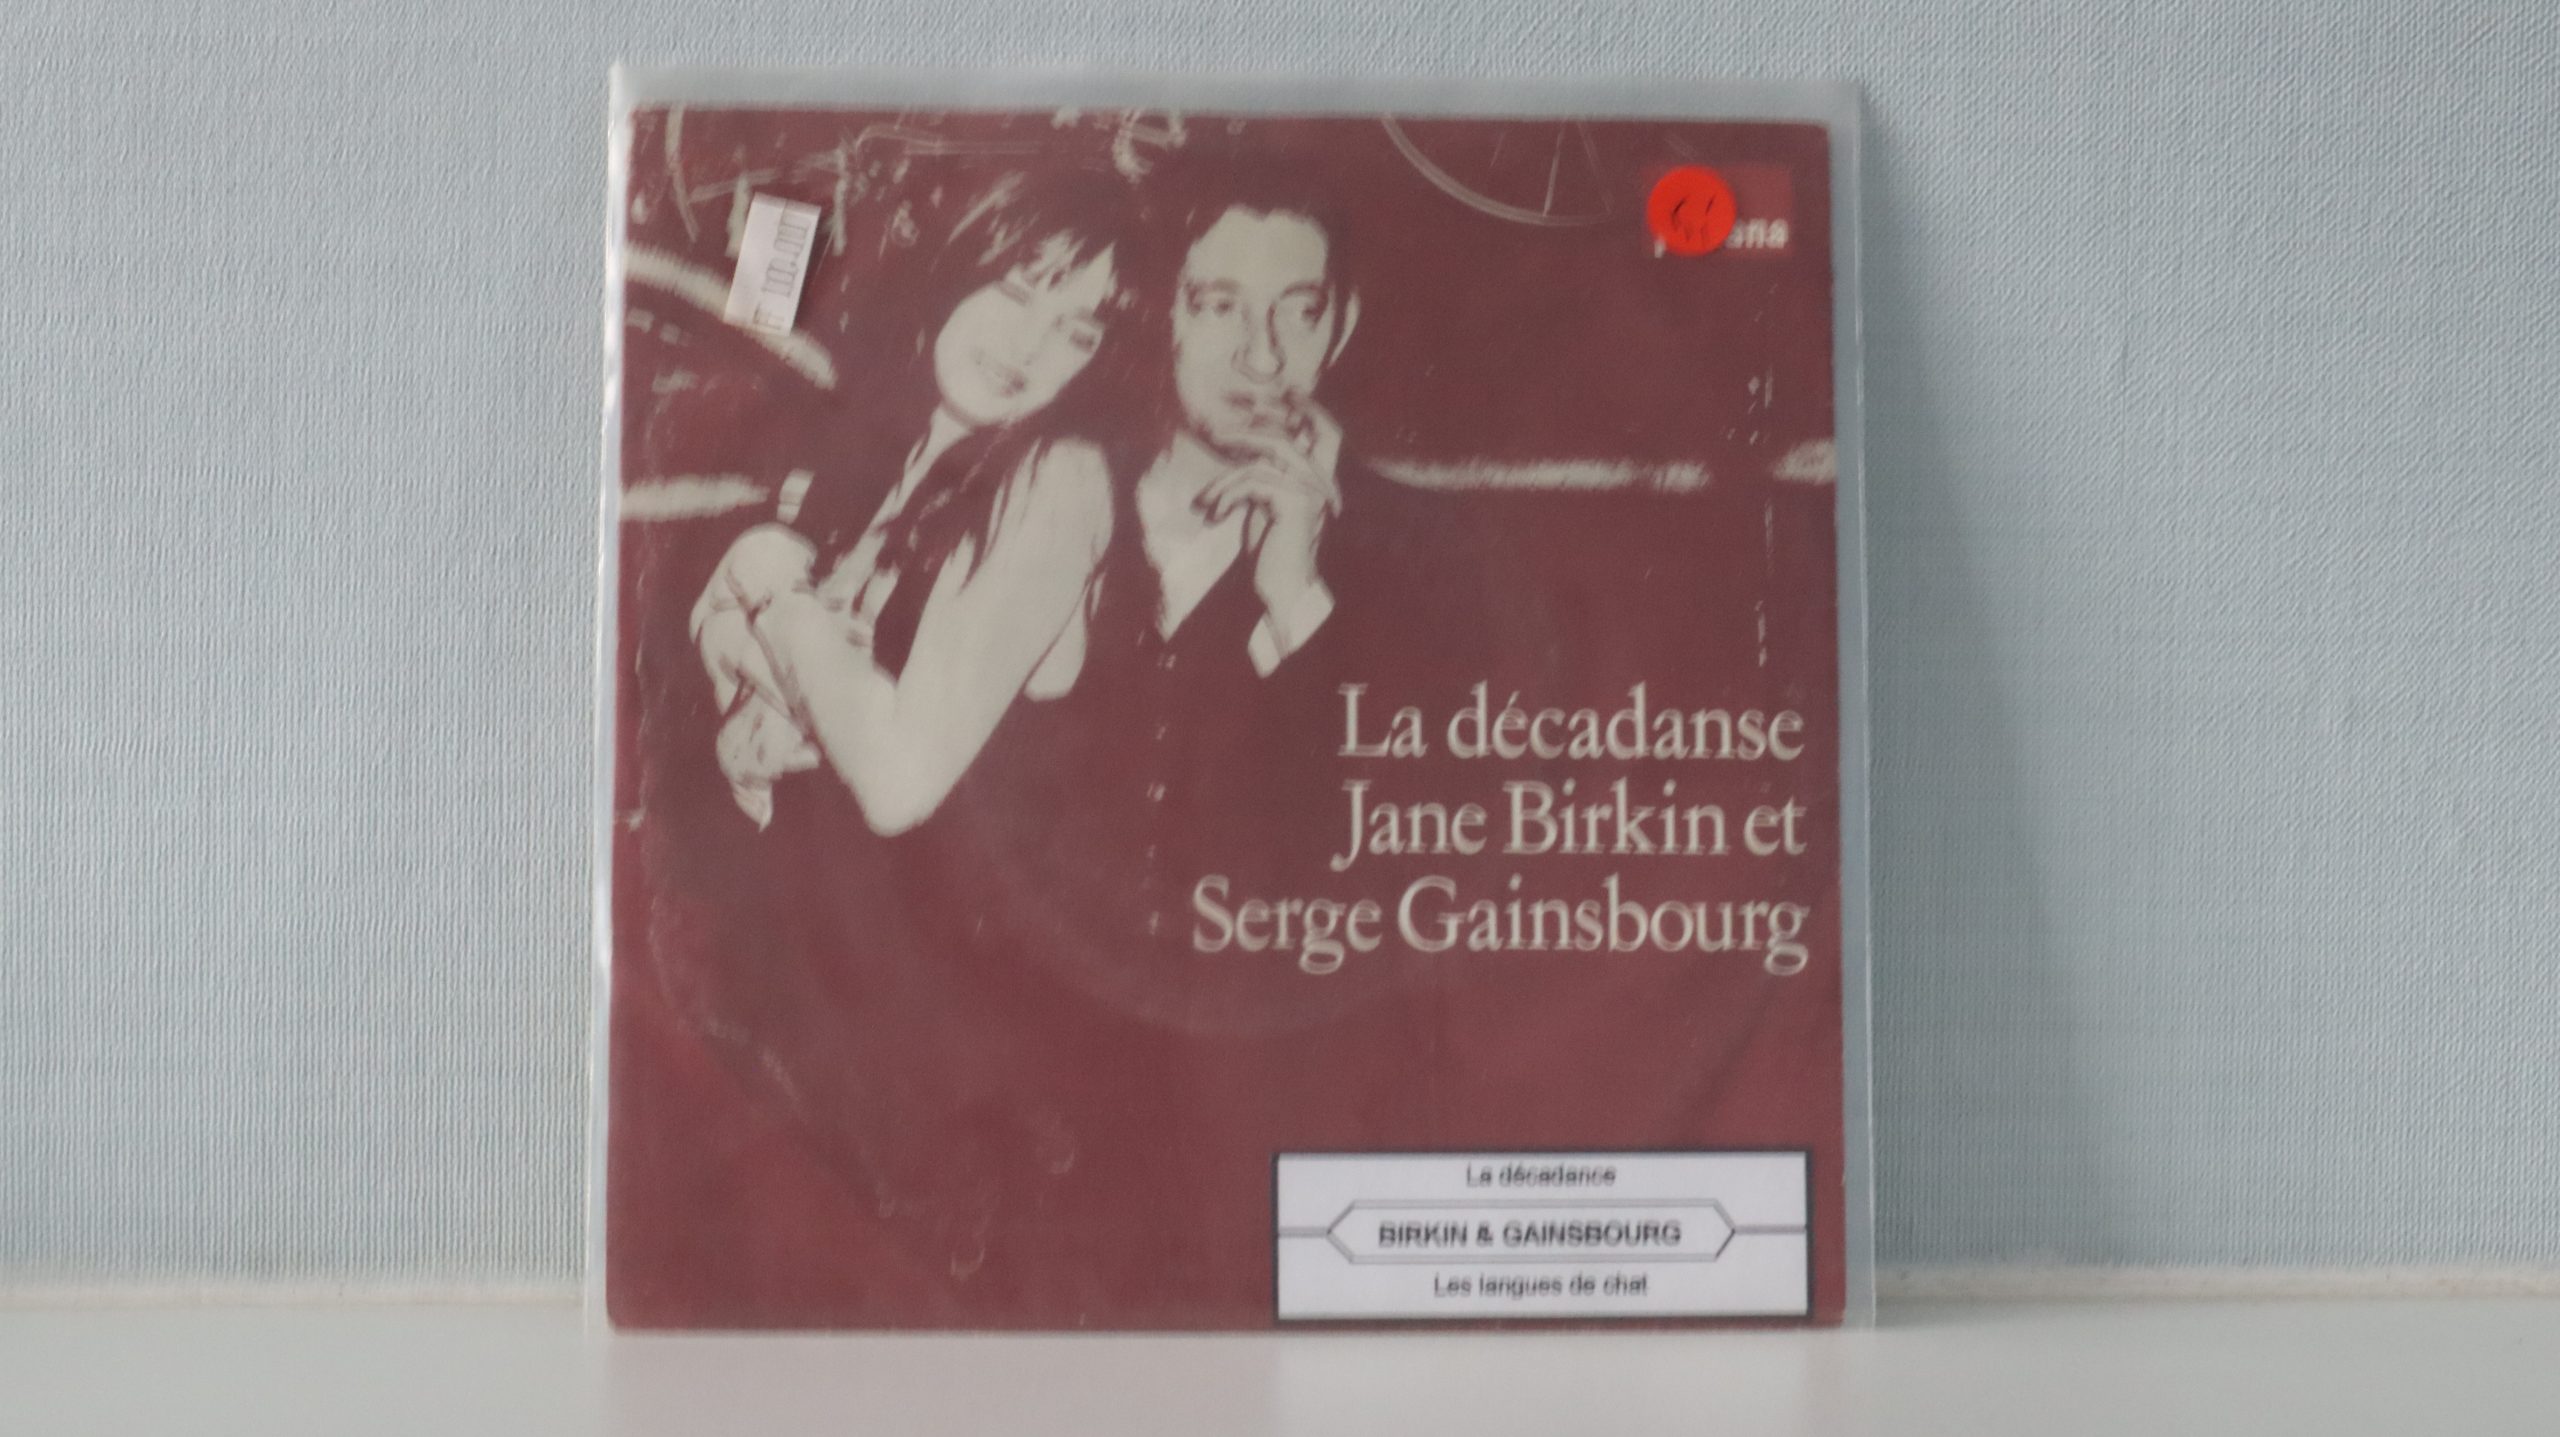 La décadanse
Jane Birkin et
Serge Gainsbourg
La décadance
BIRKIN & GAINSBOURG
Les langues de chat